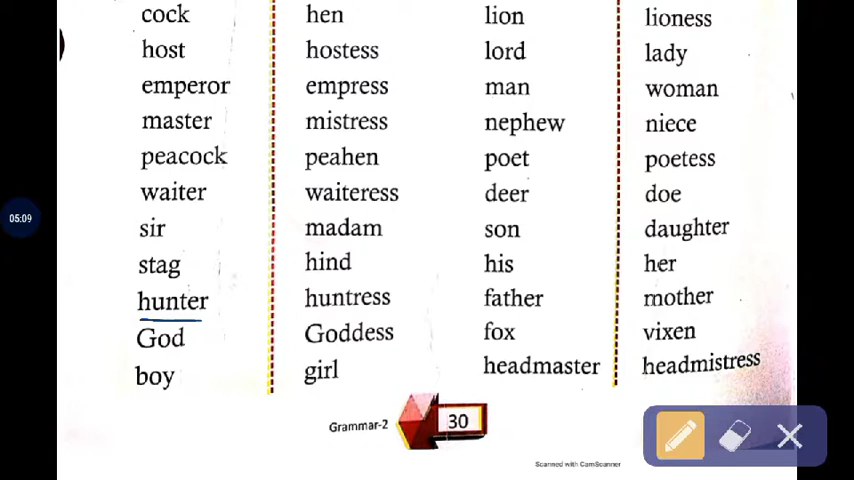 cock hen lion lioness
host hostess lord lady
emperor empress man woman
master mistress nephew niece
peacock peahen poet poetess
waiter waiteress deer doe
sir madam son daughter
05:09
stag hind his her
hunter huntress father mother
God Goddess fox vixen
boy girl headmaster headmistress
Grammar-2 30
Scanned with CamScanner